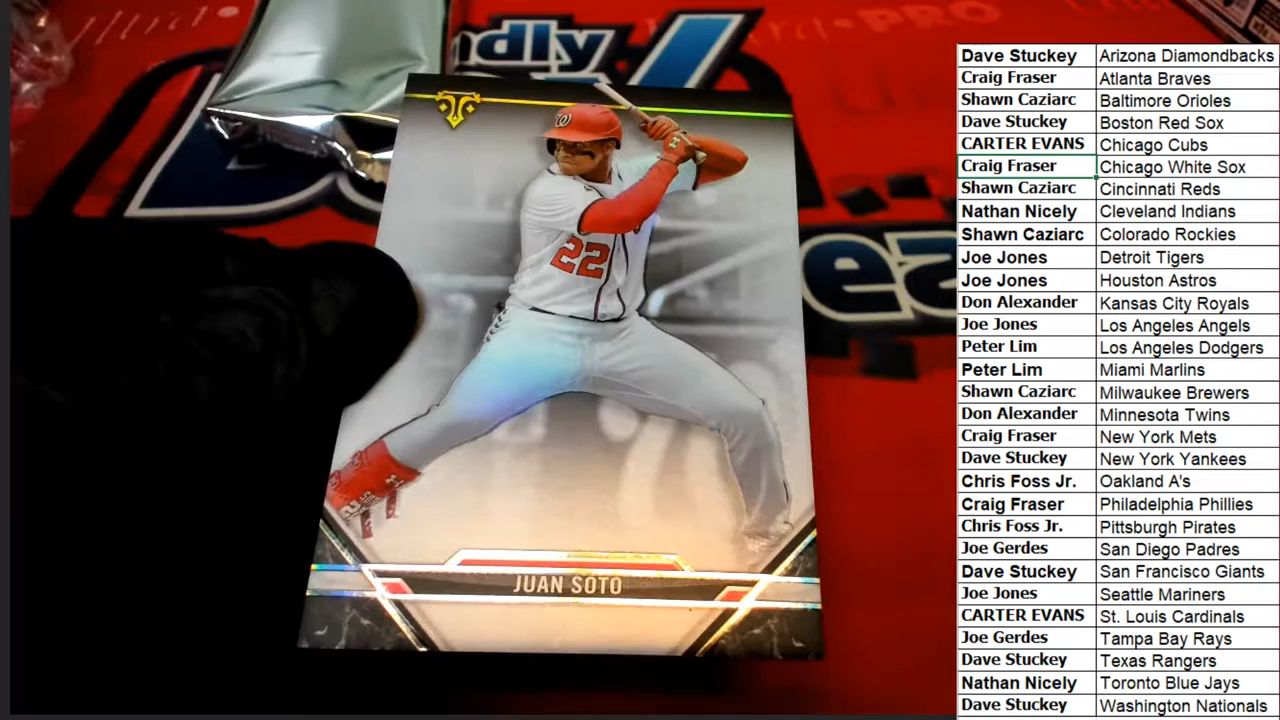 dly
PRO
W
22
JUAN SOTO
Dave Stuckey Arizona Diamondbacks
Craig Fraser Atlanta Braves
Shawn Caziarc Baltimore Orioles
Dave Stuckey Boston Red Sox
CARTER EVANS Chicago Cubs
Craig Fraser Chicago White Sox
Shawn Caziarc Cincinnati Reds
Nathan Nicely Cleveland Indians
Shawn Caziarc Colorado Rockies
Joe Jones Detroit Tigers
Joe Jones Houston Astros
Don Alexander Kansas City Royals
Joe Jones Los Angeles Angels
Peter Lim Los Angeles Dodgers
Peter Lim Miami Marlins
Shawn Caziarc Milwaukee Brewers
Don Alexander Minnesota Twins
Craig Fraser New York Mets
Dave Stuckey New York Yankees
Chris Foss Jr. Oakland A's
Craig Fraser Philadelphia Phillies
Chris Foss Jr. Pittsburgh Pirates
Joe Gerdes San Diego Padres
Dave Stuckey San Francisco Giants
Joe Jones Seattle Mariners
CARTER EVANS St. Louis Cardinals
Joe Gerdes Tampa Bay Rays
Dave Stuckey Texas Rangers
Nathan Nicely Toronto Blue Jays
Dave Stuckey Washington Nationals